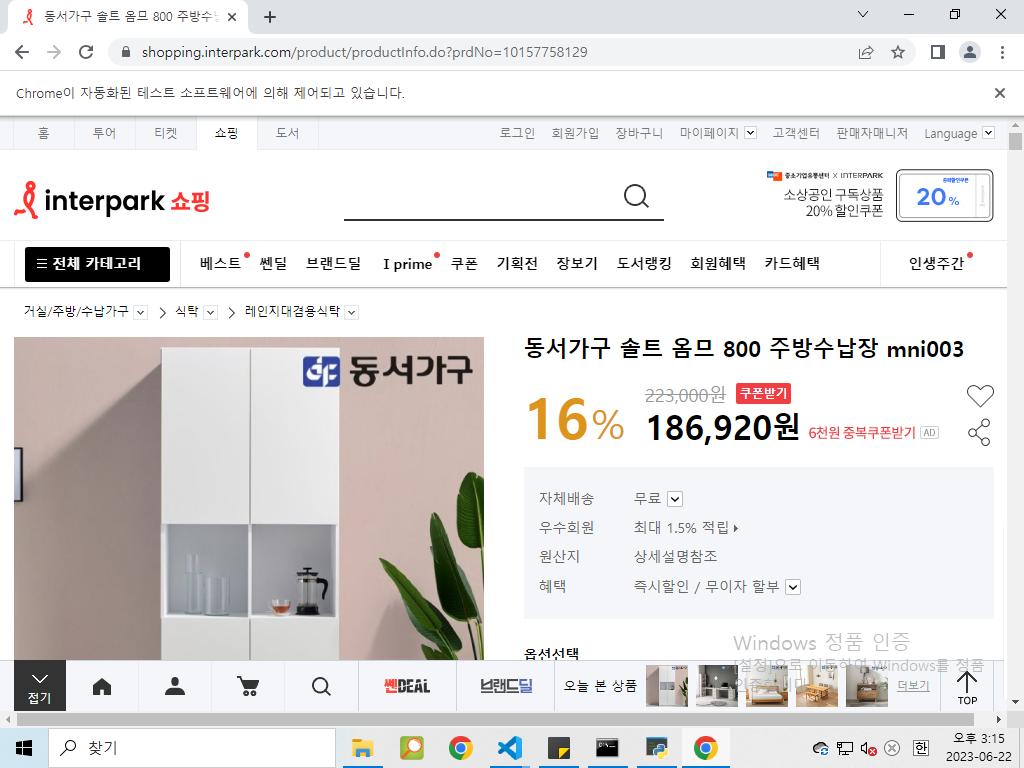 동서가구 솔트 옴므 800 주방수납
shopping.interpark.com/product/productInfo.do?prdNo=10157758129
Chrome이 자동화된 테스트 소프트웨어에 의해 제어되고 있습니다.
홈 투어 티켓 쇼핑 도서 로그인 회원가입 장바구니 마이페이지 고객센터 판매자매니저 Language
interpark 쇼핑
중소기업유통센터 X INTERPARK
소상공인 구독상품
20% 할인쿠폰
20%
전체 카테고리 베스트 쎈딜 브랜드딜 I prime 쿠폰 기획전 장보기 도서랭킹 회원혜택 카드혜택 인생주간
거실/주방/수납가구 > 식탁 > 레인지대겸용식탁
동서가구
동서가구 솔트 옴므 800 주방수납장 mni003
16% 223,000원 쿠폰받기
186,920원 6천원 중복쿠폰받기 AD
자체배송 무료
우수회원 최대 1.5% 적립
원산지 상세설명참조
혜택 즉시할인 / 무이자 할부
옵션선택
Windows 정품 인증
[설정]으로 이동하여 Windows를 정품
접기 쎈DEAL 브랜드딜 오늘 본 상품 더보기 TOP
찾기
한
오후 3:15
2023-06-22